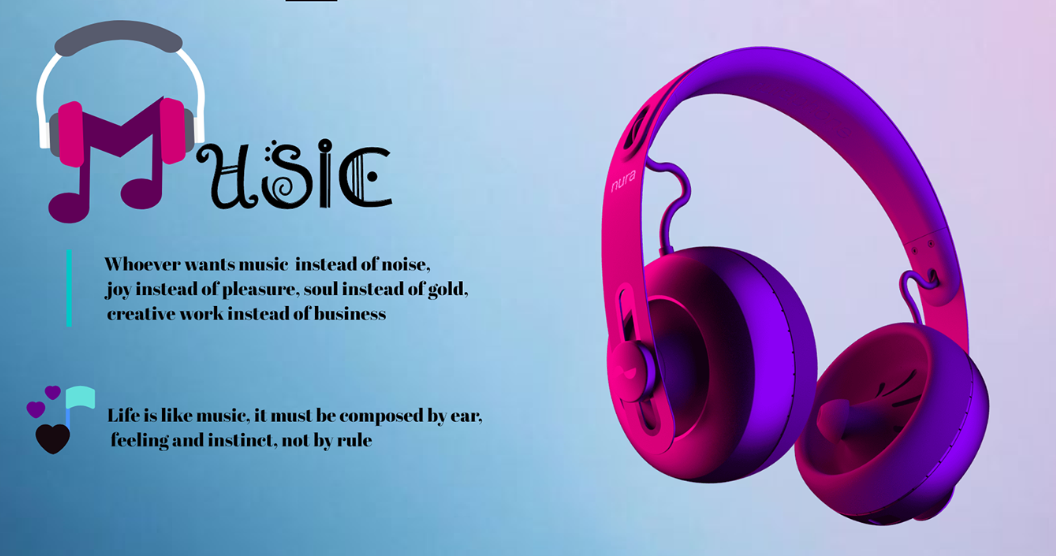 Music
nura
Whoever wants music instead of noise,
joy instead of pleasure, soul instead of gold,
creative work instead of business
Life is like music, it must be composed by ear,
feeling and instinct, not by rule